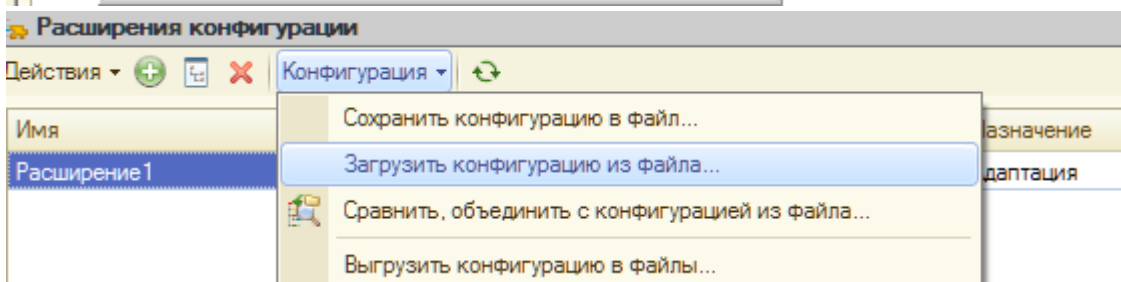 Расширения конфигурации
Действия Конфигурация
Имя
Расширение1
Сохранить конфигурацию в файл...
Загрузить конфигурацию из файла...
Сравнить, объединить с конфигурацией из файла...
Выгрузить конфигурацию в файлы...
азначение
даптация